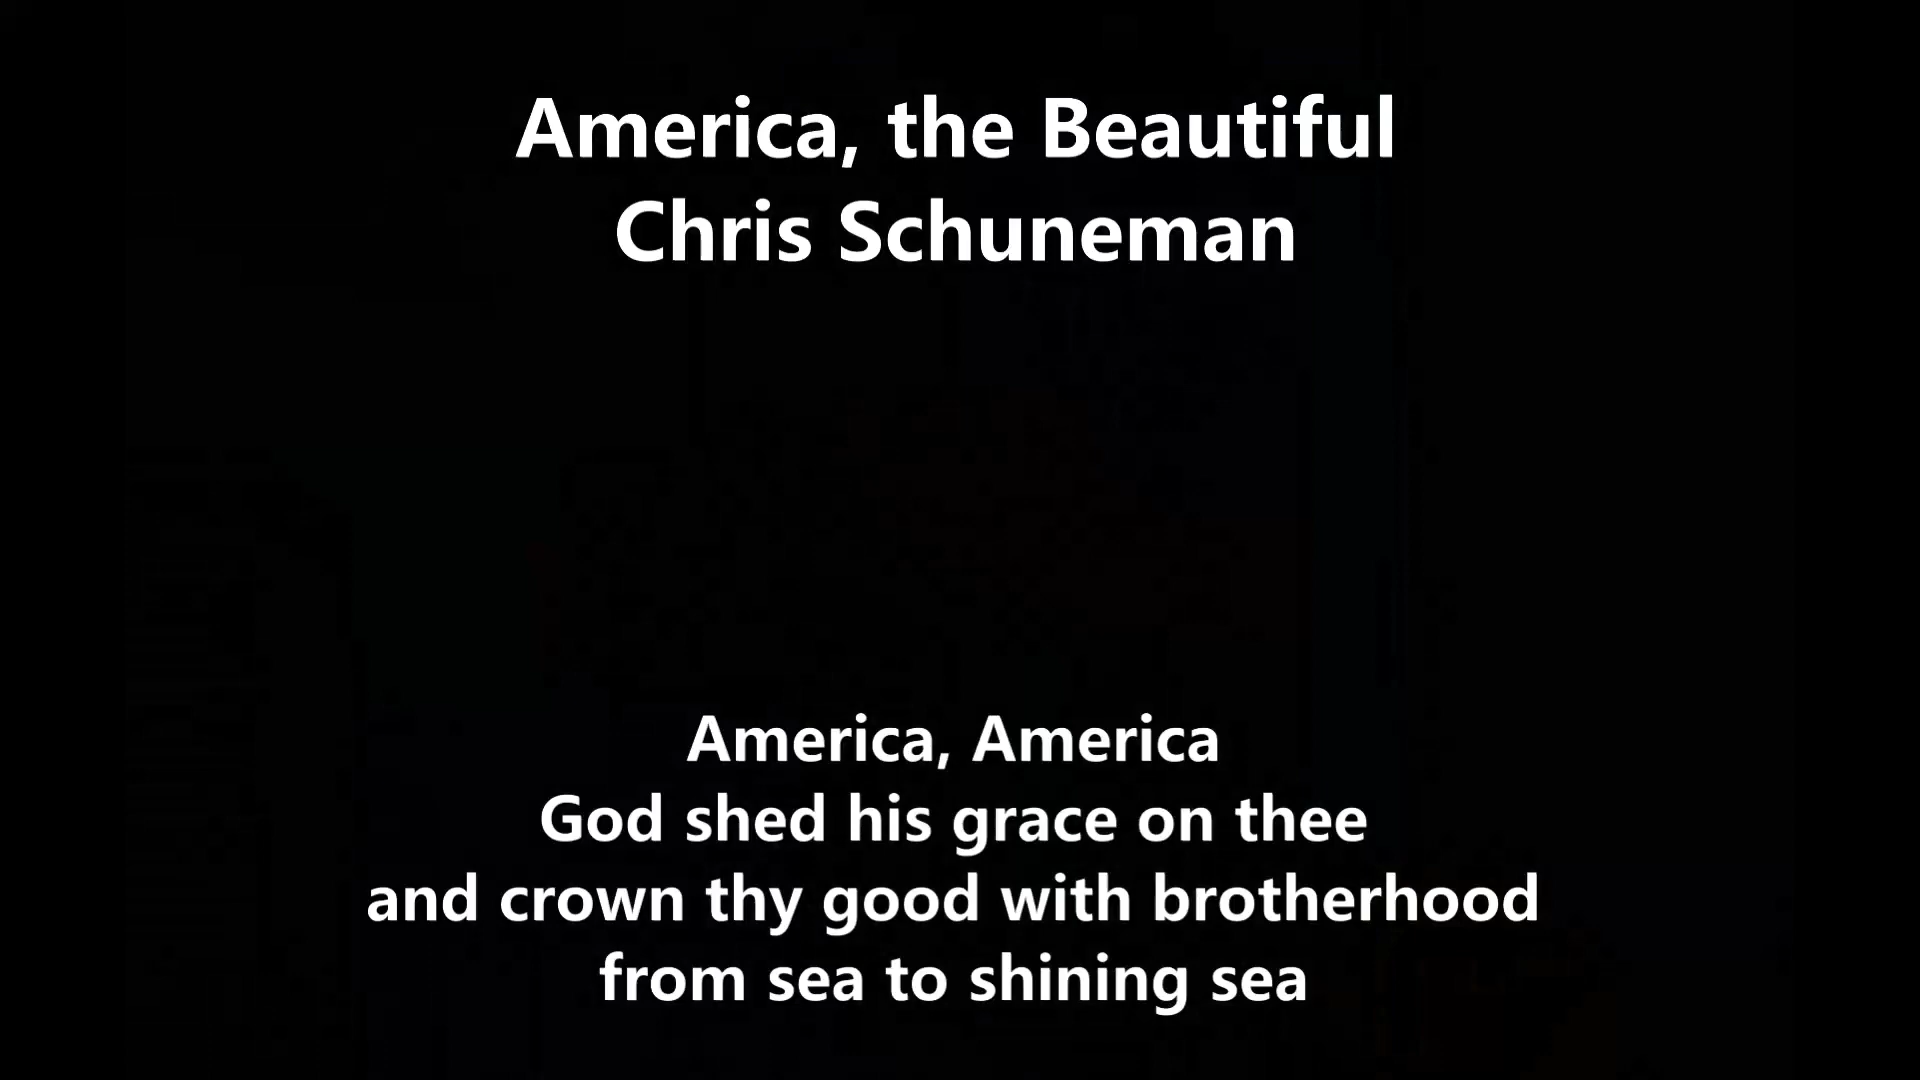 America, the Beautiful
Chris Schuneman
America, America
God shed his grace on thee
and crown thy good with brotherhood
from sea to shining sea